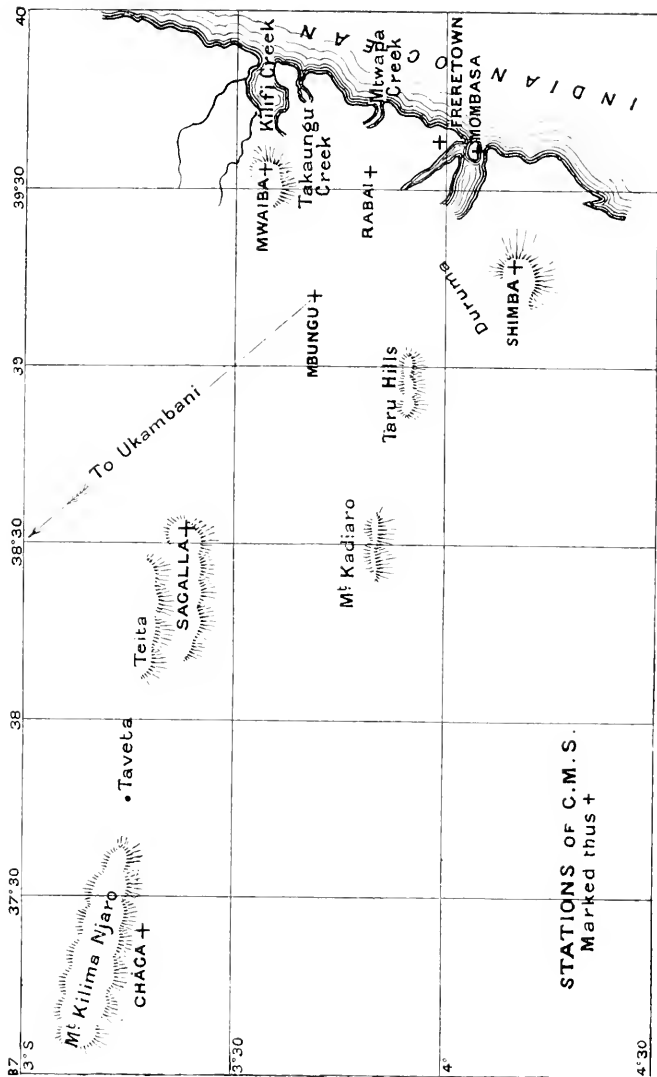 37
37°30
38
38°30
39
39°30
40
3° S
3°30
4°
4°30
Mt Kilima Njaro
CHAGA +
Taveta
Teita
SAGALLA
To Ukambani
Mt Kadiaro
Taru Hills
MBUNGU
MWAIBA
Kilifi Creek
Takaungu
Creek
Mtwapa
Creek
RABAI +
FRERETOWN
MOMBASA
Duruma
SHIMBA
INDIAN OCEAN
STATIONS OF C.M.S.
Marked thus +